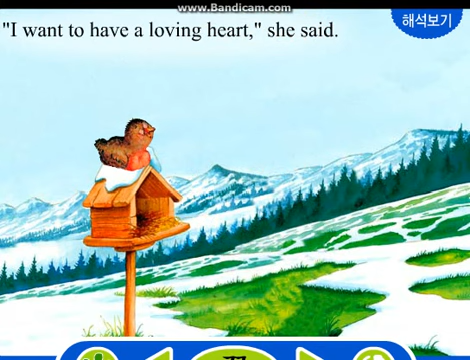 www.Bandicam.com
해석보기
"I want to have a loving heart," she said.